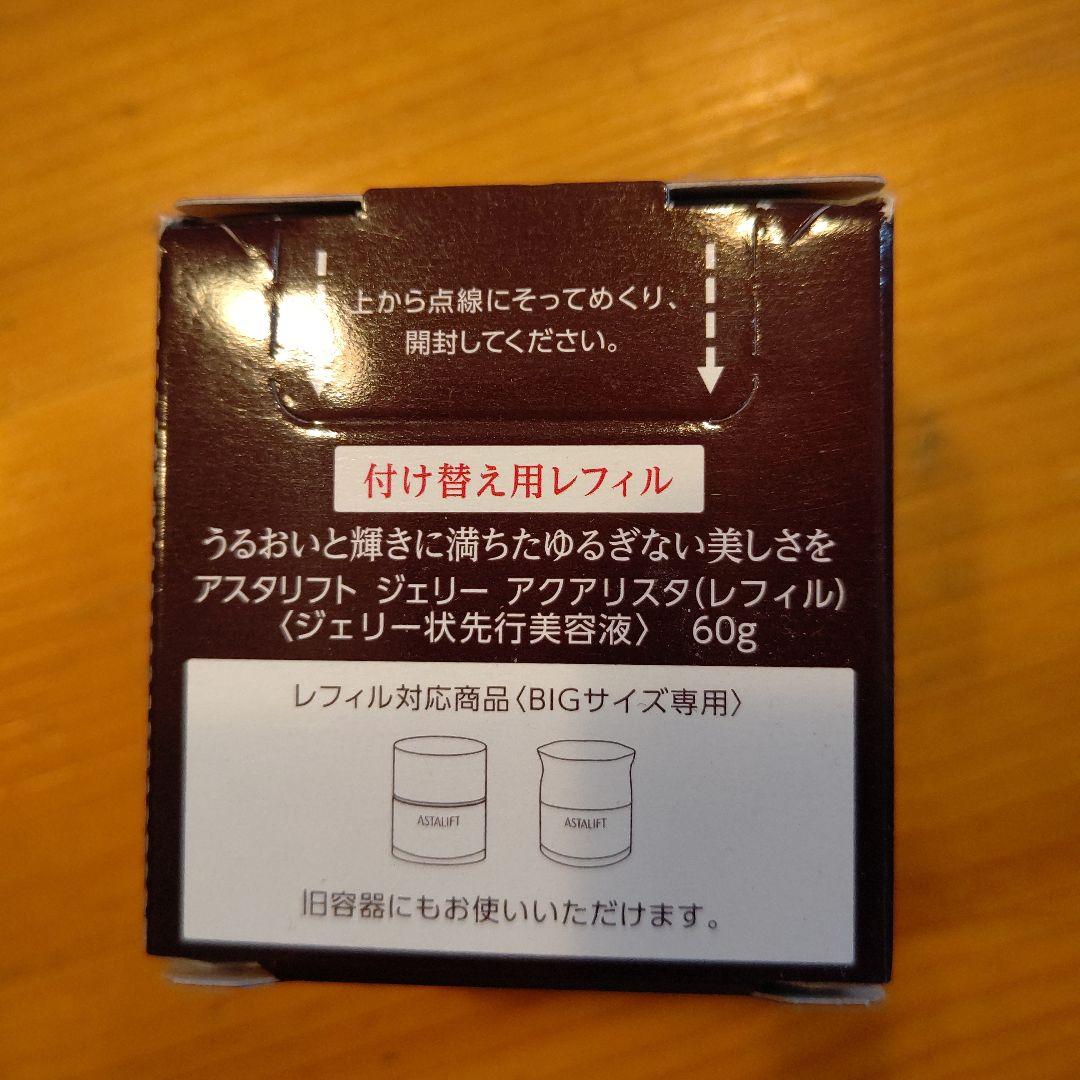 上から点線にそってめくり、
開封してください。
付け替え用レフィル
うるおいと輝きに満ちたゆるぎない美しさを
アスタリフト ジェリー アクアリスタ(レフィル)
〈ジェリー状先行美容液〉 60g
レフィル対応商品〈BIGサイズ専用〉
ASTALIFT ASTALIFT
旧容器にもお使いいただけます。